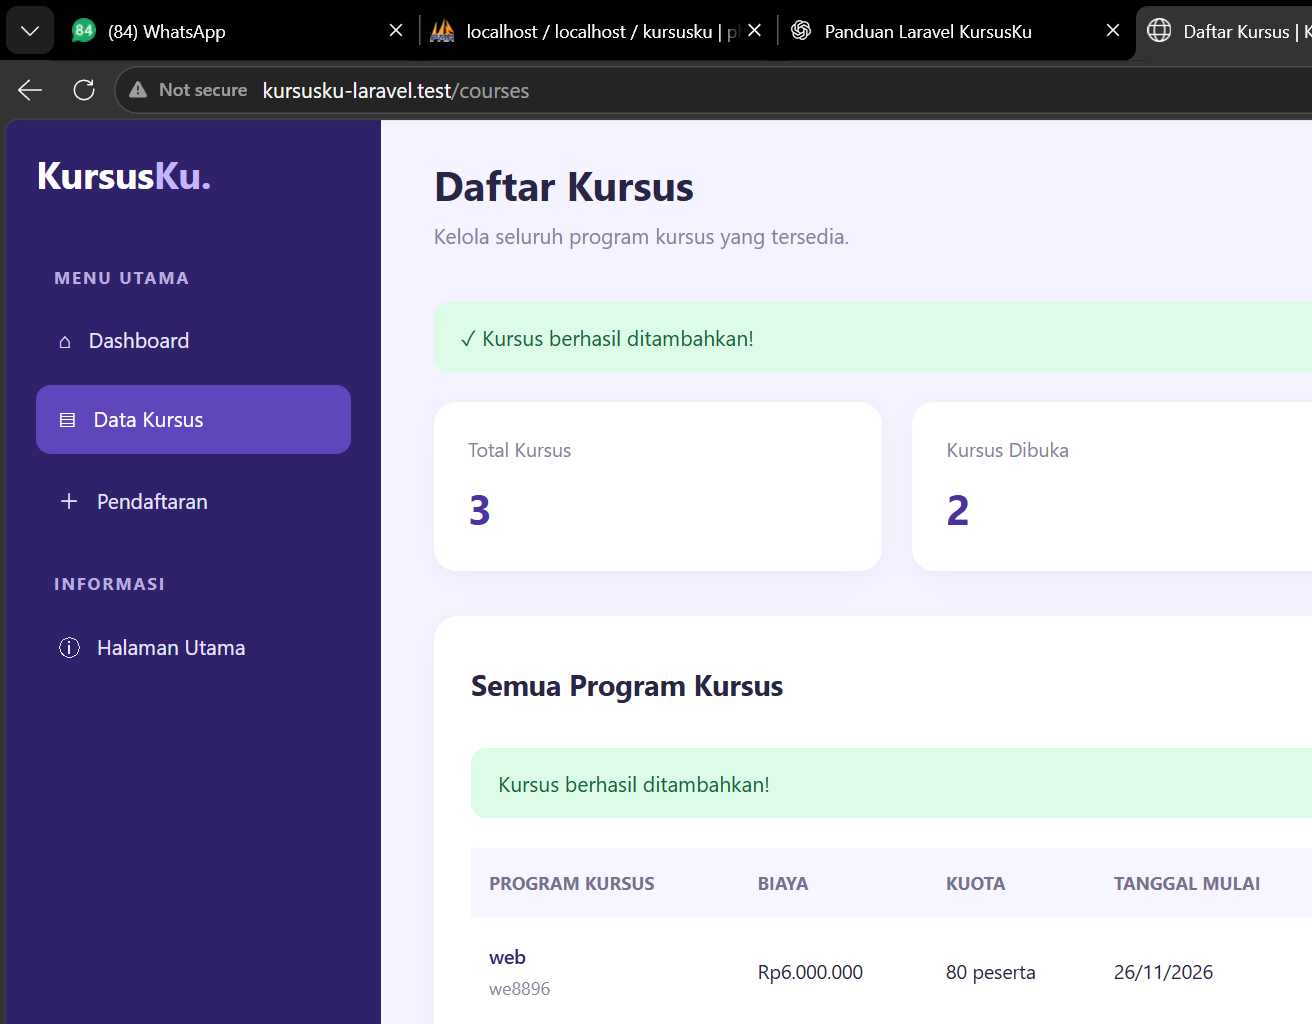 84 (84) WhatsApp
localhost / localhost / kursusku |
Panduan Laravel KursusKu
Daftar Kursus |
Not secure kursusku-laravel.test/courses
KursusKu.
MENU UTAMA
Dashboard
Data Kursus
Pendaftaran
INFORMASI
Halaman Utama
Daftar Kursus
Kelola seluruh program kursus yang tersedia.
✓ Kursus berhasil ditambahkan!
Total Kursus
3
Kursus Dibuka
2
Semua Program Kursus
Kursus berhasil ditambahkan!
PROGRAM KURSUS BIAYA KUOTA TANGGAL MULAI
web
we8896
Rp6.000.000 80 peserta 26/11/2026